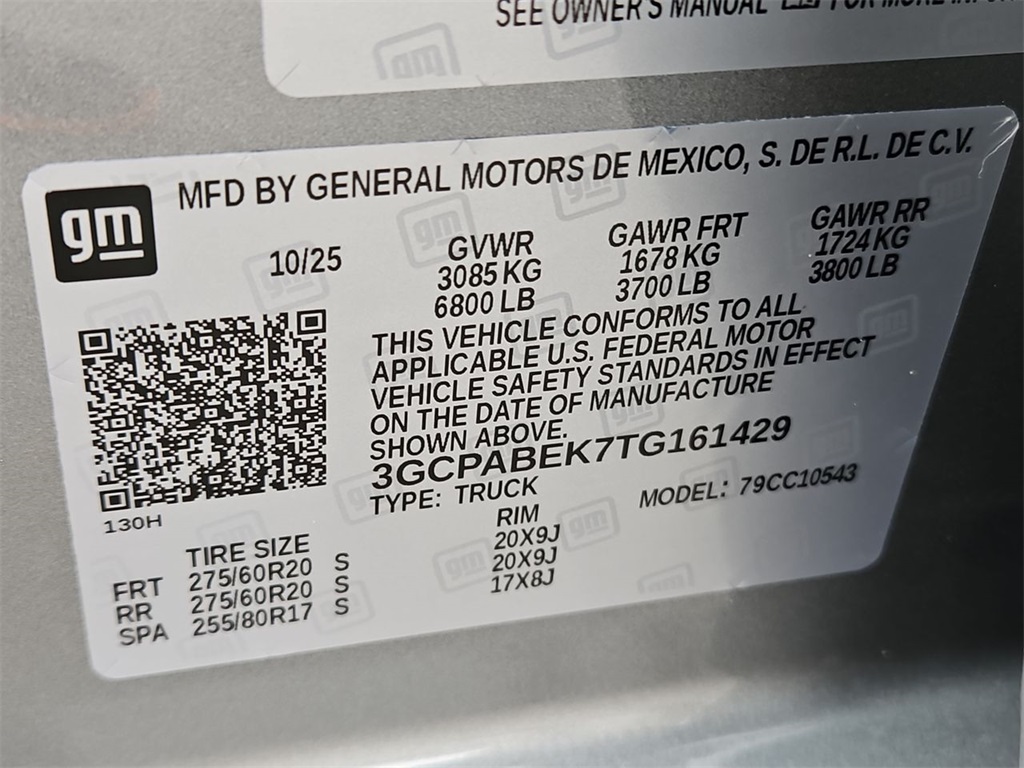 SEE OWNER'S MANUAL FOR MORE
gm
MFD BY GENERAL MOTORS DE MEXICO, S. DE R.L. DE C.V.
10/25
GVWR GAWR FRT GAWR RR
3085 KG 1678 KG 1724 KG
6800 LB 3700 LB 3800 LB
THIS VEHICLE CONFORMS TO ALL
APPLICABLE U.S. FEDERAL MOTOR
VEHICLE SAFETY STANDARDS IN EFFECT
ON THE DATE OF MANUFACTURE
SHOWN ABOVE.
3GCPABEK7TG161429
TYPE: TRUCK MODEL: 79CC10543
130H
TIRE SIZE RIM
FRT 275/60R20 S 20X9J
RR 275/60R20 S 20X9J
SPA 255/80R17 S 17X8J